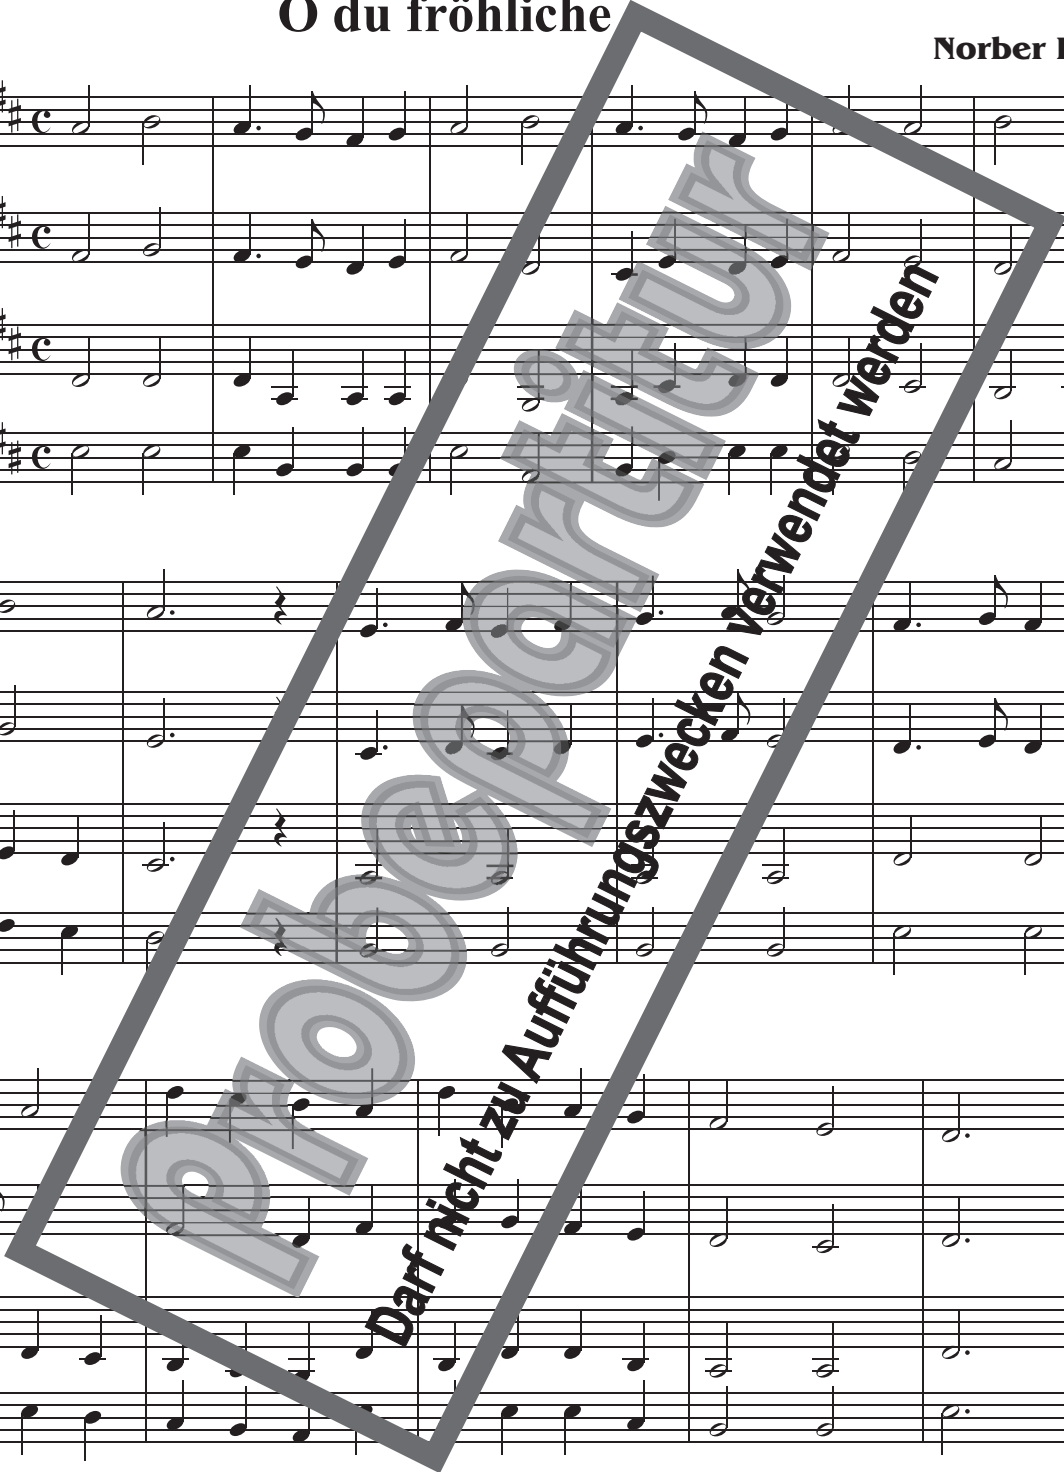 O du fröhliche
Norber
probepartitur
Darf nicht zu Aufführungszwecken verwendet werden